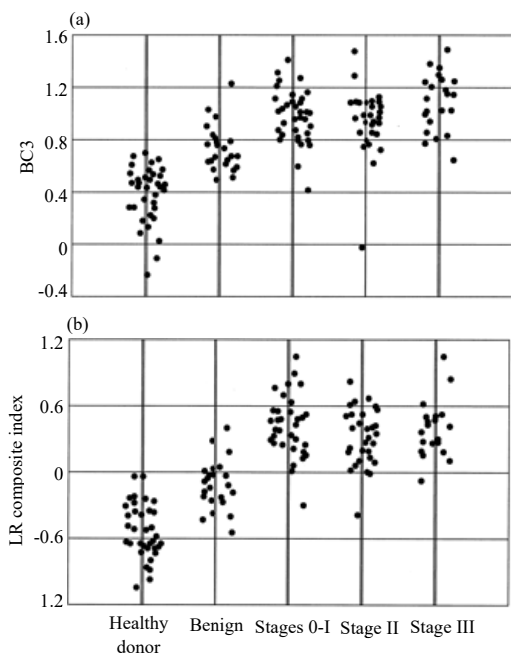 (a)
1.6
1.2
0.8
0.4
0
-0.4
BC3
(b)
1.2
0.6
0
-0.6
1.2
LR composite index
Healthy donor
Benign
Stages 0-I
Stage II
Stage III